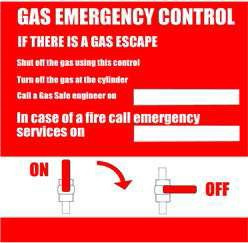 GAS EMERGENCY CONTROL
IF THERE IS A GAS ESCAPE
Shut off the gas using this control
Turn off the gas at the cylinder
Call a Gas Safe engineer on
In case of a fire call emergency
services on
ON
OFF